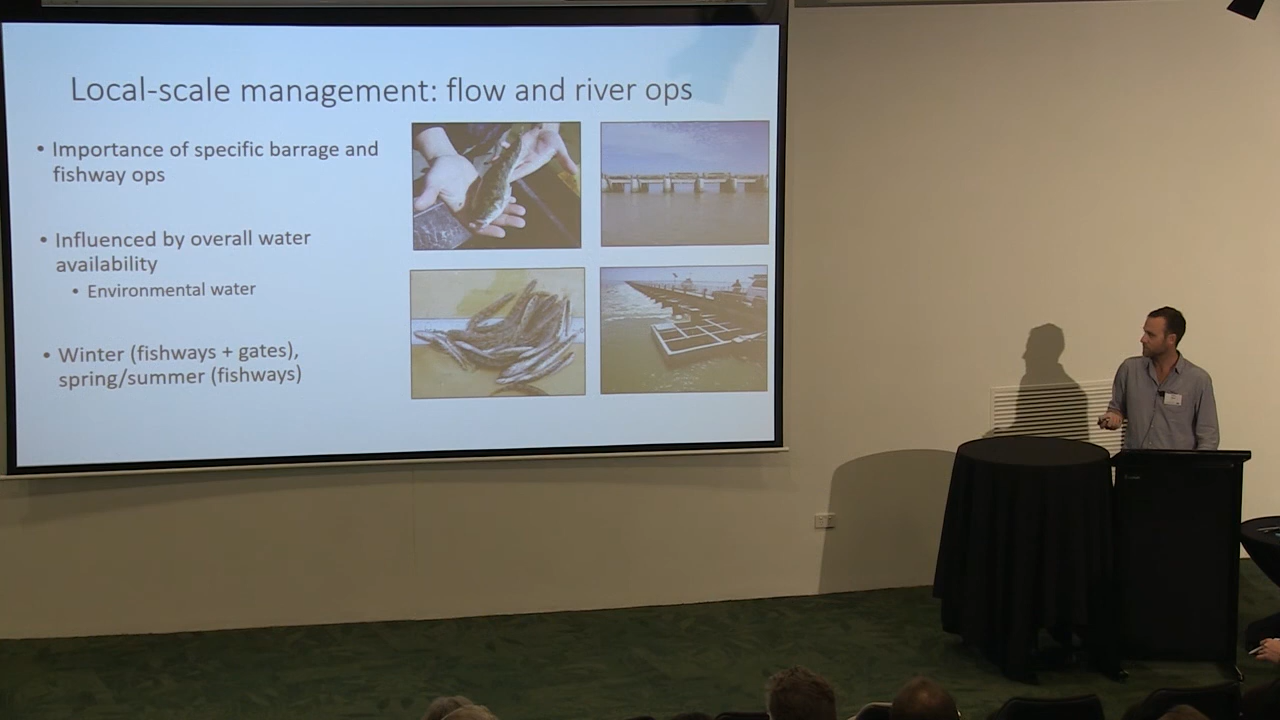 Local-scale management: flow and river ops
• Importance of specific barrage and
fishway ops
• Influenced by overall water
availability
• Environmental water
• Winter (fishways + gates),
spring/summer (fishways)